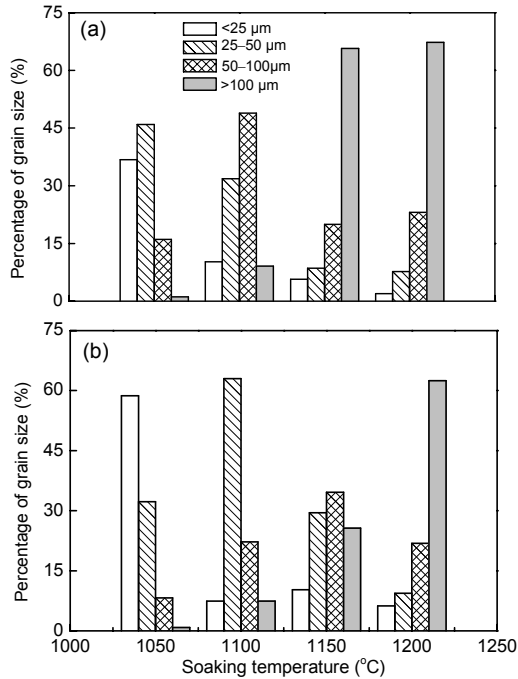 (a)
<25 µm
25–50 µm
50–100µm
>100 µm
75
60
45
30
15
0
Percentage of grain size (%)
(b)
75
60
45
30
15
0
Percentage of grain size (%)
1000 1050 1100 1150 1200 1250
Soaking temperature (°C)